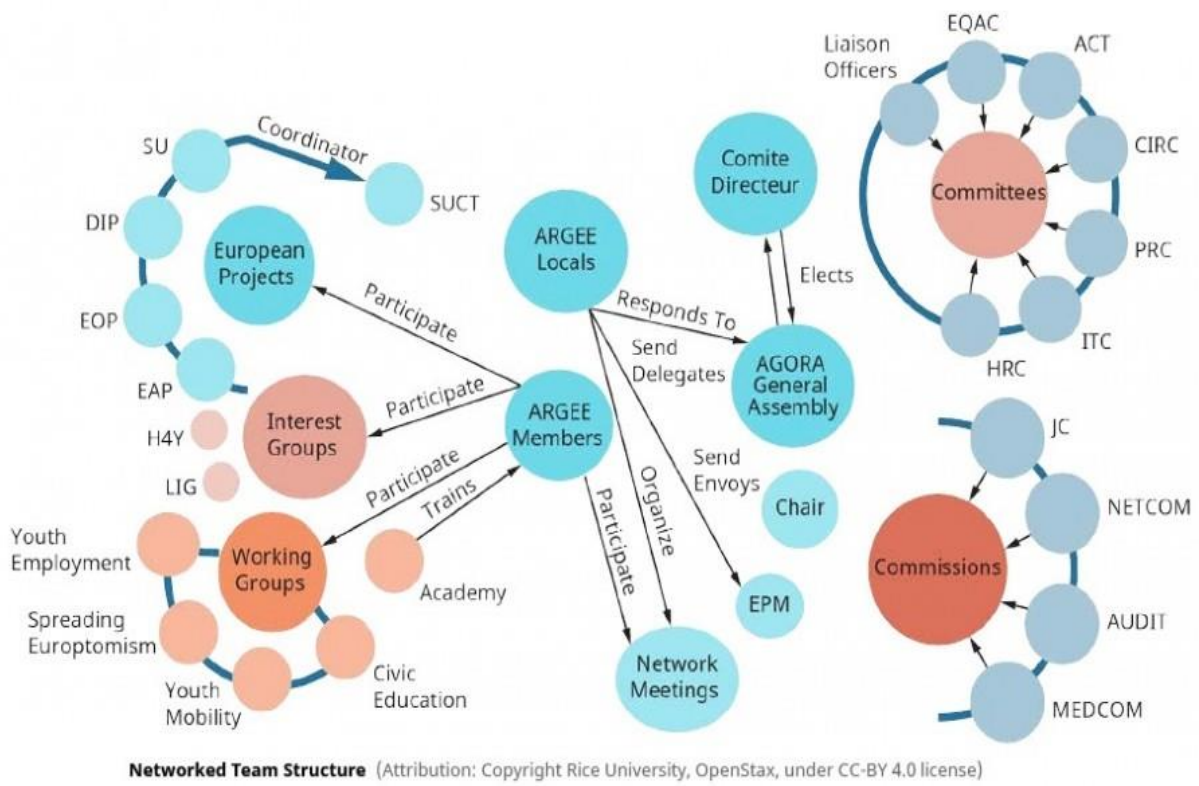 EQAC
ACT
Liaison
Officers
CIRC
Committees
PRC
ITC
HRC
SU
Coordinator
SUCT
DIP
European
Projects
EOP
EAP
Participate
ARGEE
Locals
Comite
Directeur
Elects
Responds To
Send
Delegates
AGORA
General
Assembly
Participate
Interest
Groups
H4Y
LIG
ARGEE
Members
Participate
Trains
Participate
Organize
Send
Envoys
Chair
EPM
Network
Meetings
Youth
Employment
Working
Groups
Academy
Spreading
Europtomism
Youth
Mobility
Civic
Education
JC
NETCOM
Commissions
AUDIT
MEDCOM
Networked Team Structure (Attribution: Copyright Rice University, OpenStax, under CC-BY 4.0 license)